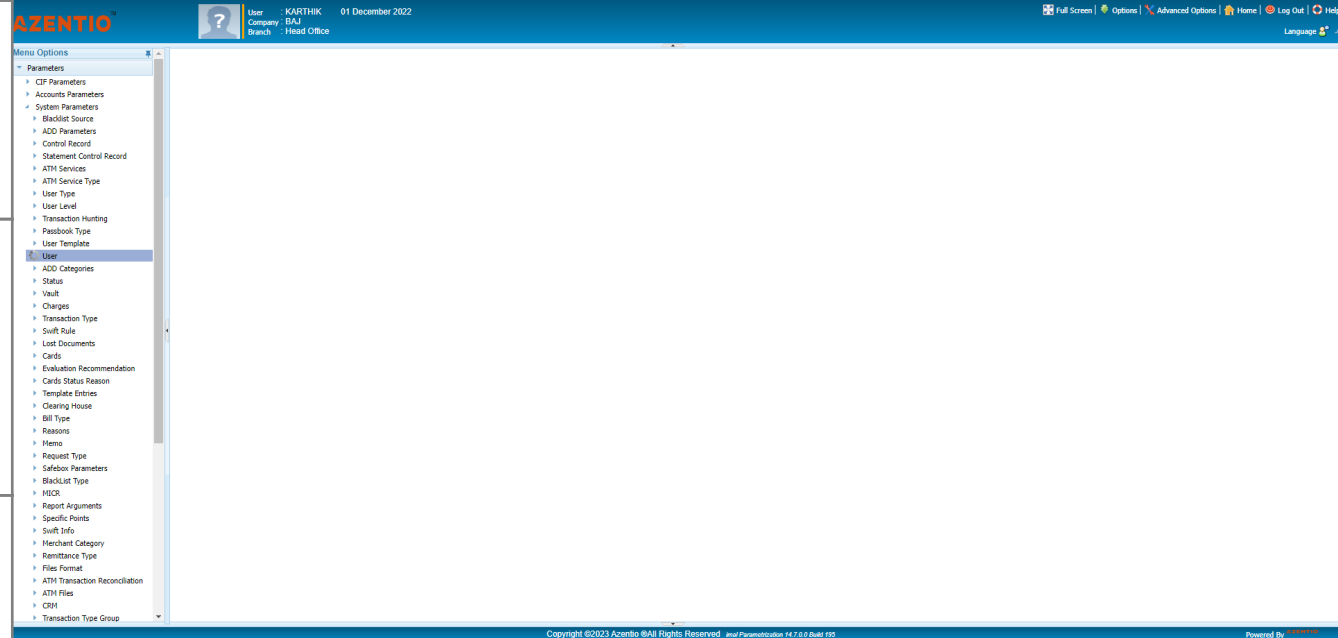 AZENTIO™
User : KARTHIK 01 December 2022
Company : BAJ
Branch : Head Office
Full Screen | Options | Advanced Options | Home | Log Out | Help
Language
Menu Options
Parameters
CIF Parameters
Accounts Parameters
System Parameters
Blacklist Source
ADD Parameters
Control Record
Statement Control Record
ATM Services
ATM Service Type
User Type
User Level
Transaction Hunting
Passbook Type
User Template
User
ADD Categories
Status
Vault
Charges
Transaction Type
Swift Rule
Lost Documents
Cards
Evaluation Recommendation
Cards Status Reason
Template Entries
Clearing House
Bill Type
Reasons
Memo
Request Type
Safebox Parameters
BlackList Type
MICR
Report Arguments
Specific Points
Swift Info
Merchant Category
Remittance Type
Files Format
ATM Transaction Reconciliation
ATM Files
CRM
Transaction Type Group
Copyright ©2023 Azentio ®All Rights Reserved imal Parametrization 14.7.0.0 Build 195
Powered By AZENTIO